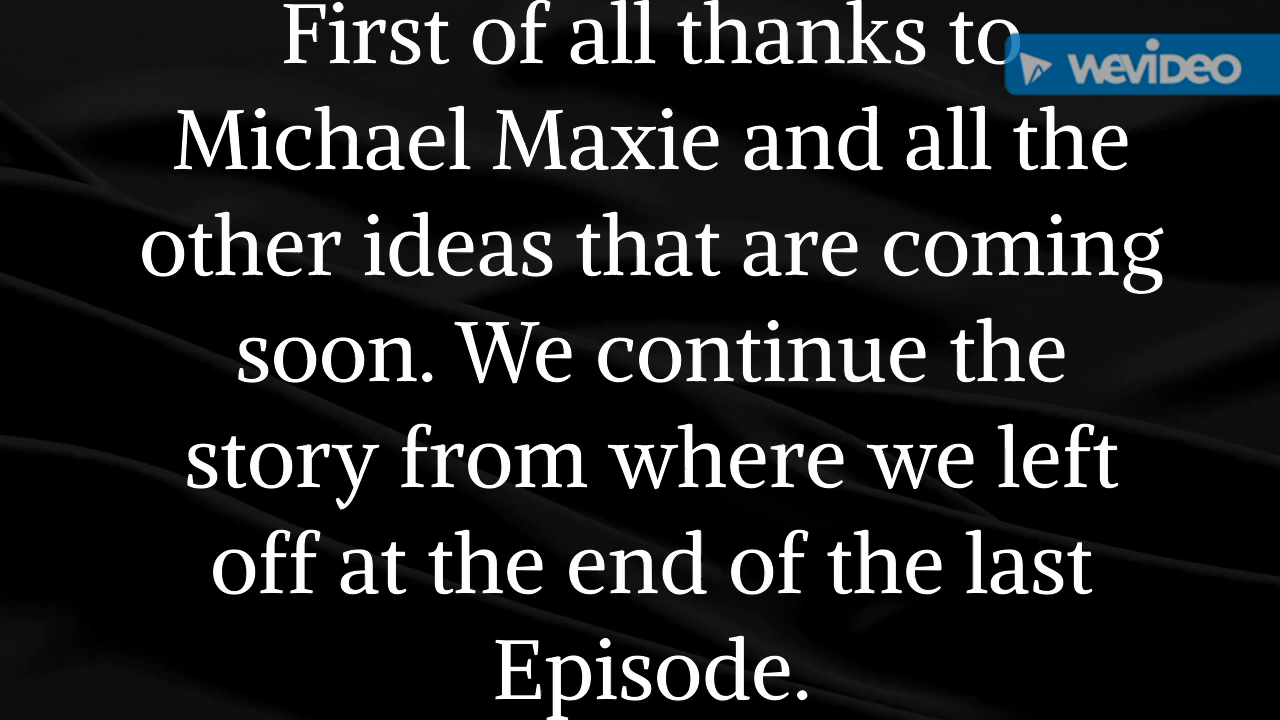 First of all thanks to
WEVIDEO
Michael Maxie and all the
other ideas that are coming
soon. We continue the
story from where we left
off at the end of the last
Episode.